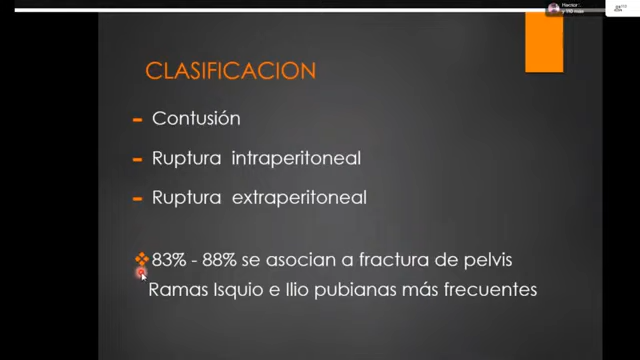 Hector
CLASIFICACION
- Contusión
- Ruptura intraperitoneal
- Ruptura extraperitoneal
83% - 88% se asocian a fractura de pelvis
Ramas Isquio e Ilio pubianas más frecuentes